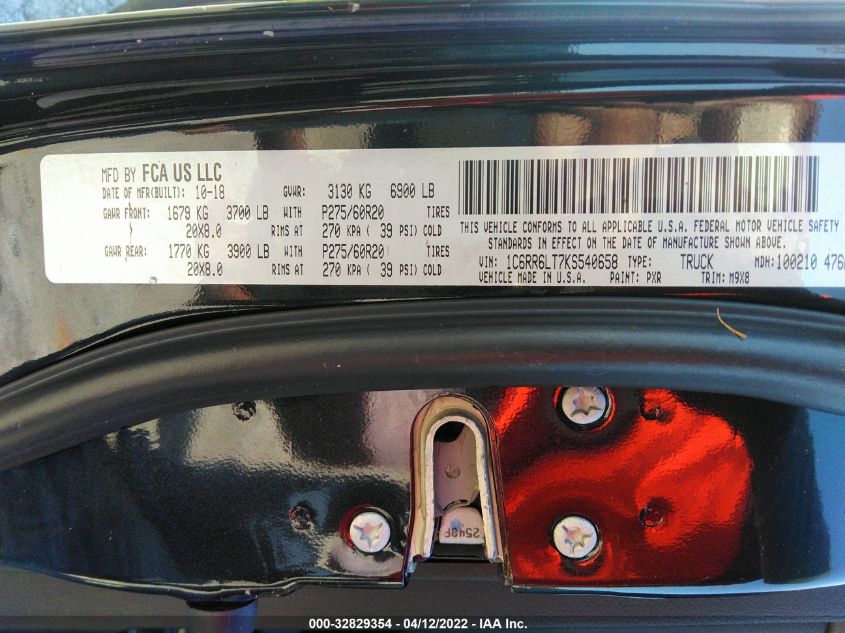 MFD BY FCA US LLC
DATE OF MFR(BUILT): 10-18 GVWR: 3130 KG 6900 LB
GAWR FRONT: 1679 KG 3700 LB WITH P275/60R20 TIRES
20X8.0 RIMS AT 270 KPA ( 39 PSI) COLD
GAWR REAR: 1770 KG 3900 LB WITH P275/60R20 TIRES
20X8.0 RIMS AT 270 KPA ( 39 PSI) COLD
THIS VEHICLE CONFORMS TO ALL APPLICABLE U.S.A. FEDERAL MOTOR VEHICLE SAFETY
STANDARDS IN EFFECT ON THE DATE OF MANUFACTURE SHOWN ABOVE.
VIN: 1C6RR6LT7KS540658 TYPE: TRUCK MDH: 100210 476
VEHICLE MADE IN U.S.A. PAINT: PXR TRIM: M9X8
2548F
000-32829354 - 04/12/2022 - IAA Inc.